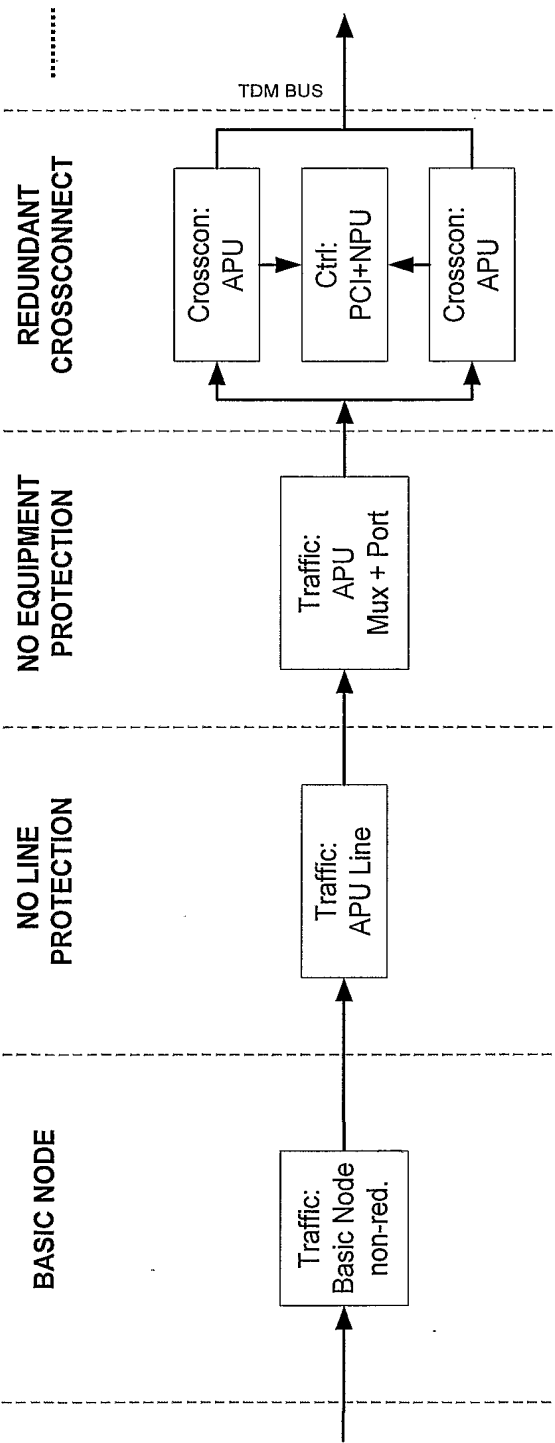 BASIC NODE
NO LINE
PROTECTION
NO EQUIPMENT
PROTECTION
REDUNDANT
CROSSCONNECT
..........
Traffic:
Basic Node
non-red.
Traffic:
APU Line
Traffic:
APU
Mux + Port
Crosscon:
APU
Ctrl:
PCI+NPU
Crosscon:
APU
TDM BUS